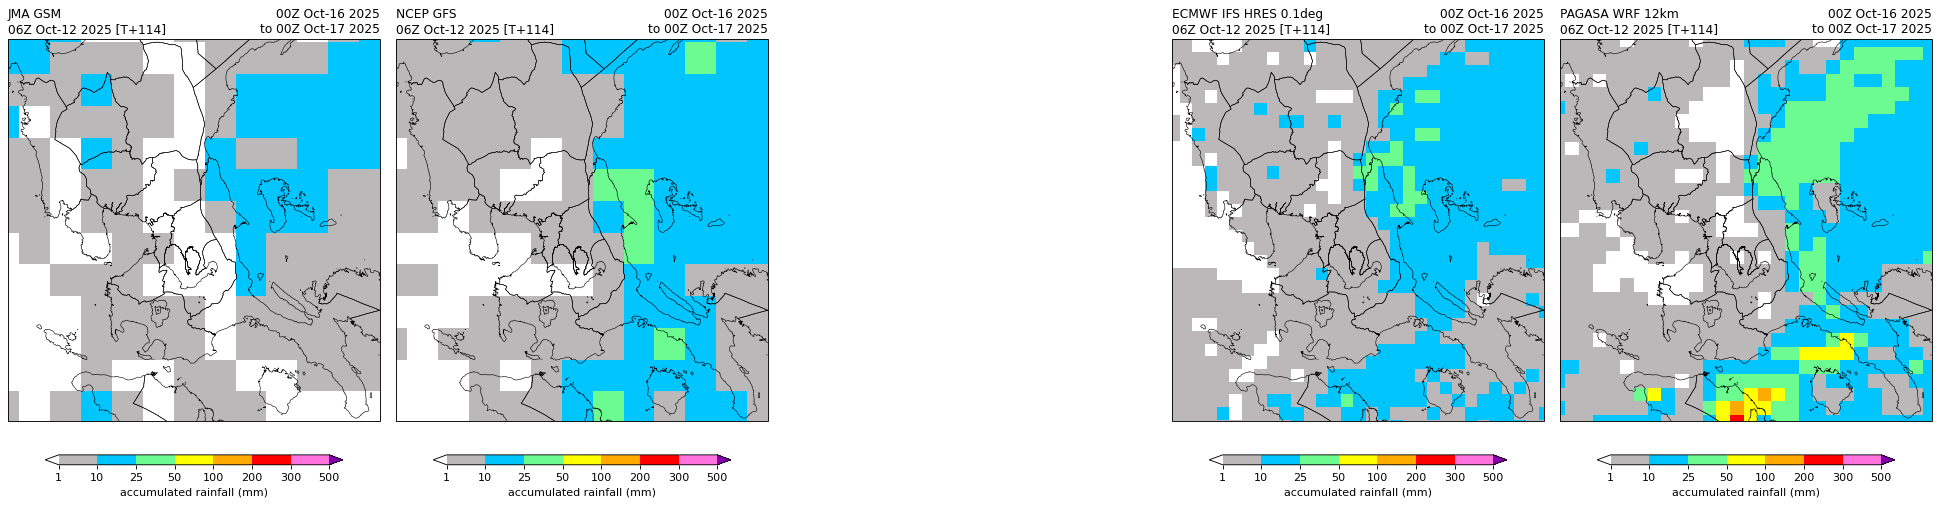 JMA GSM 00Z Oct-16 2025
06Z Oct-12 2025 [T+114] to 00Z Oct-17 2025
1 10 25 50 100 200 300 500
accumulated rainfall (mm)
NCEP GFS 00Z Oct-16 2025
06Z Oct-12 2025 [T+114] to 00Z Oct-17 2025
1 10 25 50 100 200 300 500
accumulated rainfall (mm)
ECMWF IFS HRES 0.1deg 00Z Oct-16 2025
06Z Oct-12 2025 [T+114] to 00Z Oct-17 2025
1 10 25 50 100 200 300 500
accumulated rainfall (mm)
PAGASA WRF 12km 00Z Oct-16 2025
06Z Oct-12 2025 [T+114] to 00Z Oct-17 2025
1 10 25 50 100 200 300 500
accumulated rainfall (mm)